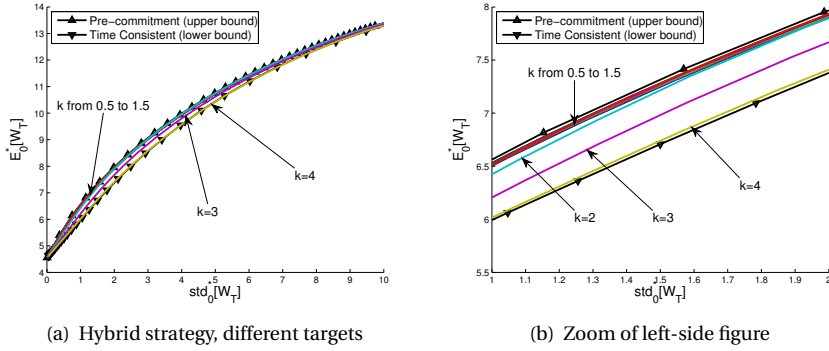 14
13
12
11
10
9
8
7
6
5
4
E*0[WT]
Pre-commitment (upper bound)
Time Consistent (lower bound)
k from 0.5 to 1.5
k=4
k=3
0 1 2 3 4 5 6 7 8 9 10
std*0[WT]
(a) Hybrid strategy, different targets
8
7.5
7
6.5
6
5.5
E*0[WT]
Pre-commitment (upper bound)
Time Consistent (lower bound)
k from 0.5 to 1.5
k=4
k=3
k=2
1 1.1 1.2 1.3 1.4 1.5 1.6 1.7 1.8 1.9 2
std*0[WT]
(b) Zoom of left-side figure